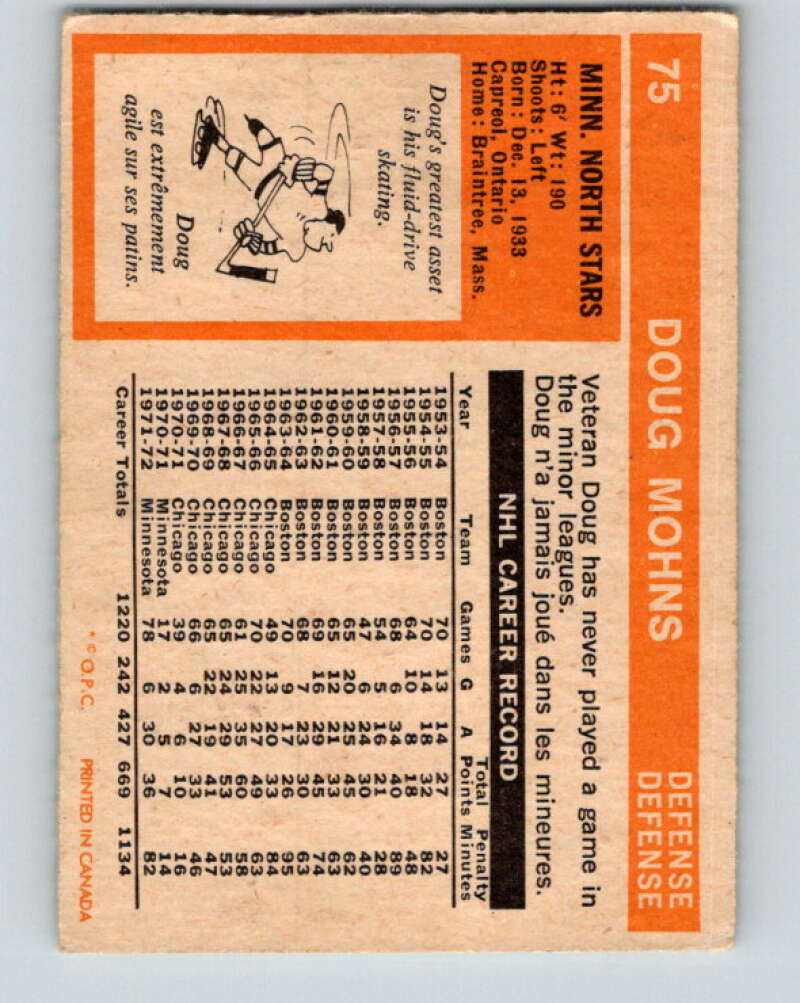 75 DOUG MOHNS DEFENSE
DEFENSE
MINN. NORTH STARS
Ht: 6' Wt: 190
Shoots: Left
Born: Dec. 13, 1933
Capreol, Ontario
Home: Braintree, Mass.
Doug's greatest asset
is his fluid-drive
skating.
Doug
est extrêmement
agile sur ses patins.
Veteran Doug has never played a game in
the minor leagues.
Doug n'a jamais joué dans les mineures.
NHL CAREER RECORD
Total Penalty
Year Team Games G A Points Minutes
1953-54 Boston 70 13 14 27 27
1954-55 Boston 70 14 18 32 82
1955-56 Boston 64 10 8 18 48
1956-57 Boston 68 6 34 40 89
1957-58 Boston 54 5 16 21 28
1958-59 Boston 47 6 24 30 40
1959-60 Boston 65 20 25 45 62
1960-61 Boston 65 12 21 33 63
1961-62 Boston 69 16 29 45 74
1962-63 Boston 68 7 23 30 63
1963-64 Boston 70 9 17 26 95
1964-65 Chicago 49 13 20 33 84
1965-66 Chicago 70 22 27 49 63
1966-67 Chicago 61 25 35 60 58
1967-68 Chicago 65 24 29 53 53
1968-69 Chicago 65 22 19 41 47
1969-70 Chicago 66 6 27 33 46
1970-71 Chicago 39 4 6 10 16
1970-71 Minnesota 17 2 5 7 14
1971-72 Minnesota 78 6 30 36 82
Career Totals 1220 242 427 669 1134
* © O.P.C. PRINTED IN CANADA